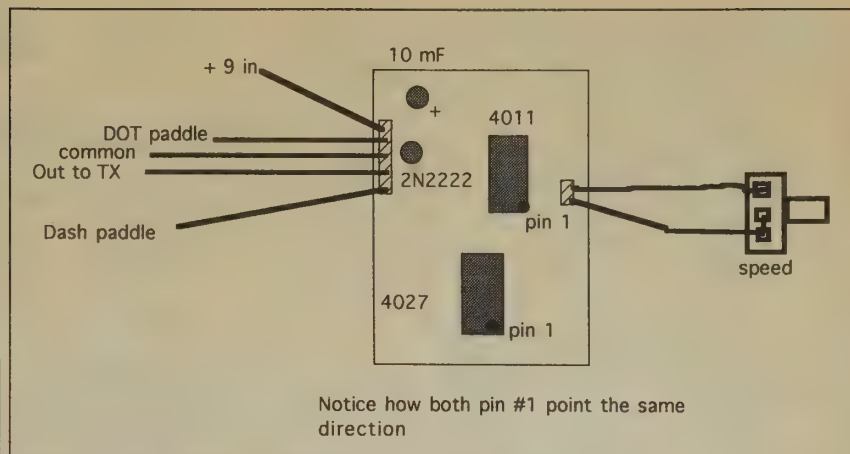 10 mF
+ 9 in
+
4011
DOT paddle
common
Out to TX
2N2222
pin 1
Dash paddle
speed
4027
pin 1
Notice how both pin #1 point the same
direction